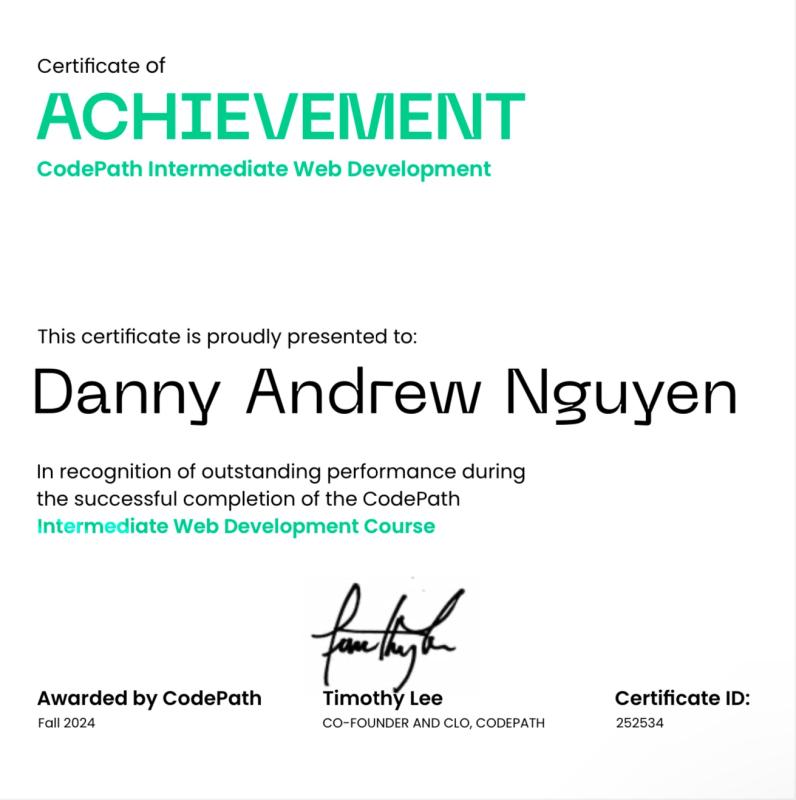 Certificate of
ACHIEVEMENT
CodePath Intermediate Web Development
This certificate is proudly presented to:
Danny Andrew Nguyen
In recognition of outstanding performance during
the successful completion of the CodePath
Intermediate Web Development Course
Awarded by CodePath
Fall 2024
Timothy Lee
CO-FOUNDER AND CLO, CODEPATH
Certificate ID:
252534